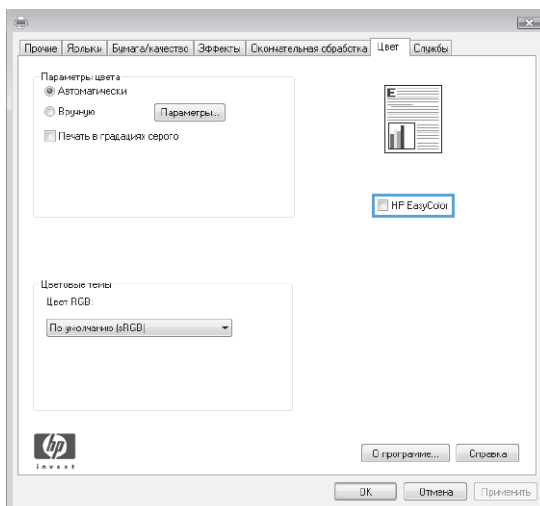 Прочие Ярлыки Бумага/качество Эффекты Окончательная обработка Цвет Службы
Параметры цвета
Автоматически
Вручную Параметры...
Печать в градациях серого
E
HP EasyColor
Цветовые темы
Цвет RGB:
По умолчанию (sRGB)
hp
invent
О программе... Справка
OK Отмена Применить